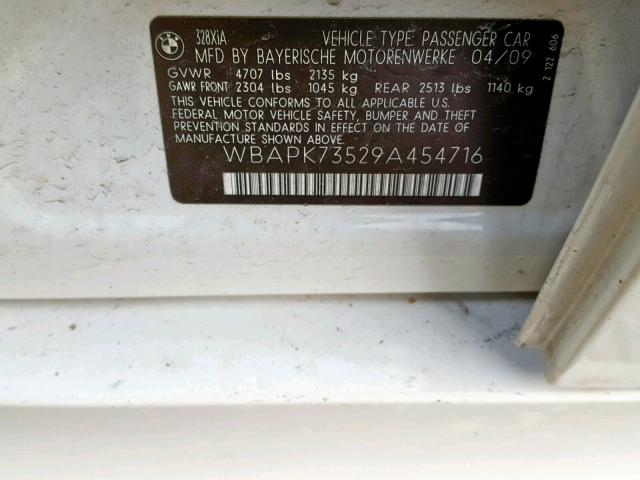 BMW
328XiA VEHICLE TYPE: PASSENGER CAR
MFD BY BAYERISCHE MOTORENWERKE 04/09
GVWR 4707 lbs 2135 kg
GAWR FRONT 2304 lbs 1045 kg REAR 2513 lbs 1140 kg
THIS VEHICLE CONFORMS TO ALL APPLICABLE U.S.
FEDERAL MOTOR VEHICLE SAFETY, BUMPER AND THEFT
PREVENTION STANDARDS IN EFFECT ON THE DATE
OF MANUFACTURE SHOWN ABOVE.
WBAPK73529A454716
2 122 606